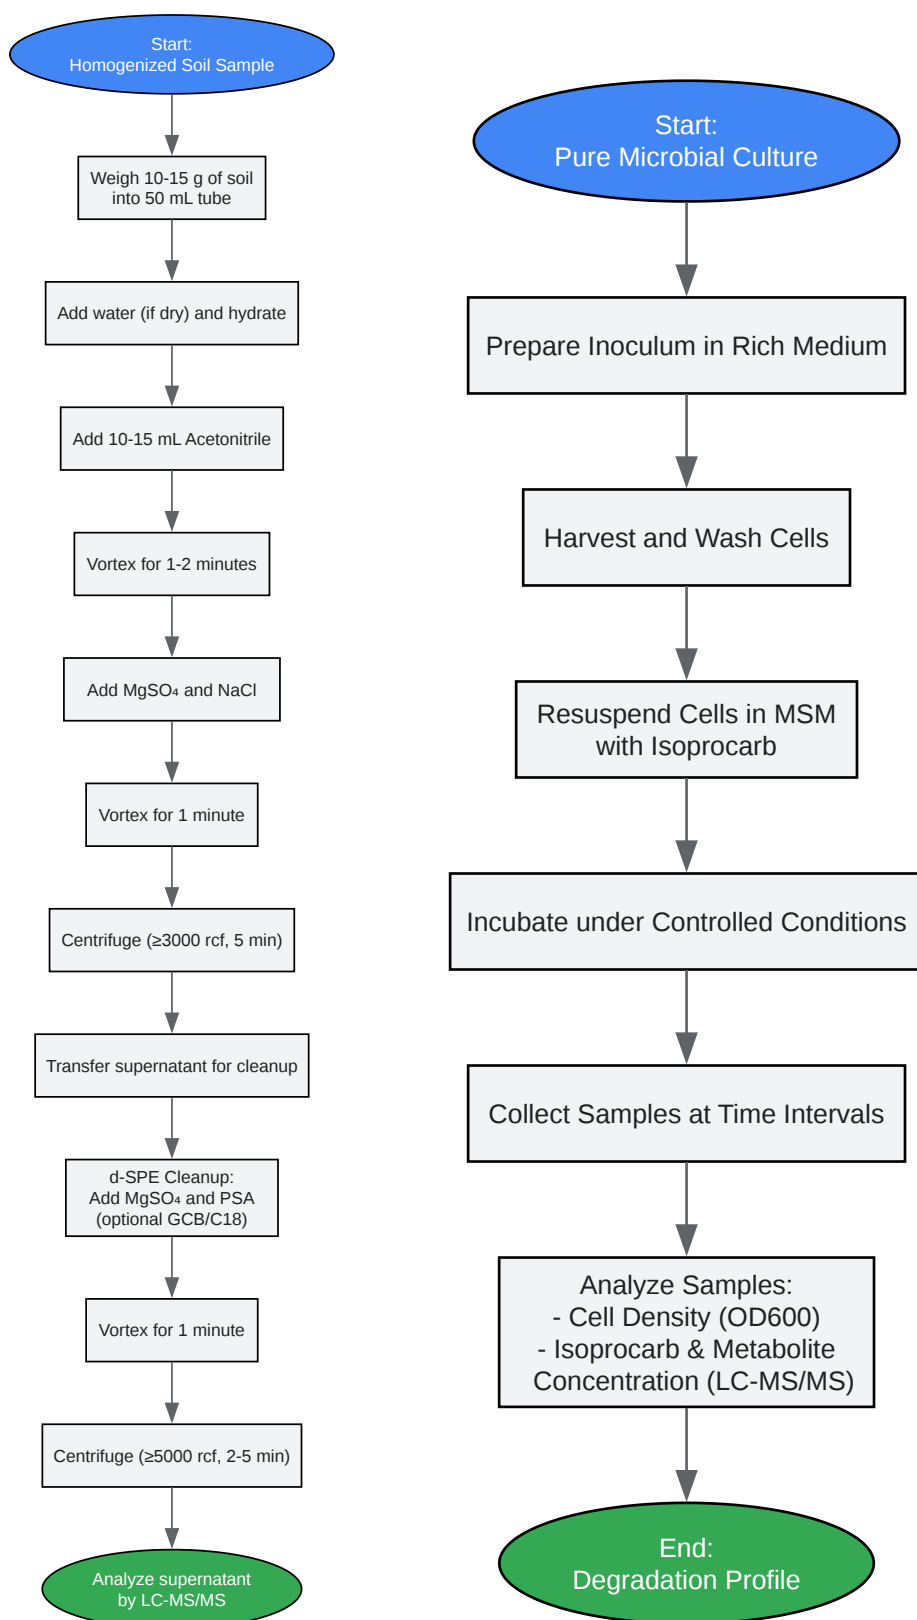 Start:
Homogenized Soil Sample
Weigh 10-15 g of soil
into 50 mL tube
Add water (if dry) and hydrate
Add 10-15 mL Acetonitrile
Vortex for 1-2 minutes
Add MgSO₄ and NaCl
Vortex for 1 minute
Centrifuge (≥3000 rcf, 5 min)
Transfer supernatant for cleanup
d-SPE Cleanup:
Add MgSO₄ and PSA
(optional GCB/C18)
Vortex for 1 minute
Centrifuge (≥5000 rcf, 2-5 min)
Analyze supernatant
by LC-MS/MS
Start:
Pure Microbial Culture
Prepare Inoculum in Rich Medium
Harvest and Wash Cells
Resuspend Cells in MSM
with Isoprocarb
Incubate under Controlled Conditions
Collect Samples at Time Intervals
Analyze Samples:
- Cell Density (OD600)
- Isoprocarb & Metabolite
Concentration (LC-MS/MS)
End:
Degradation Profile